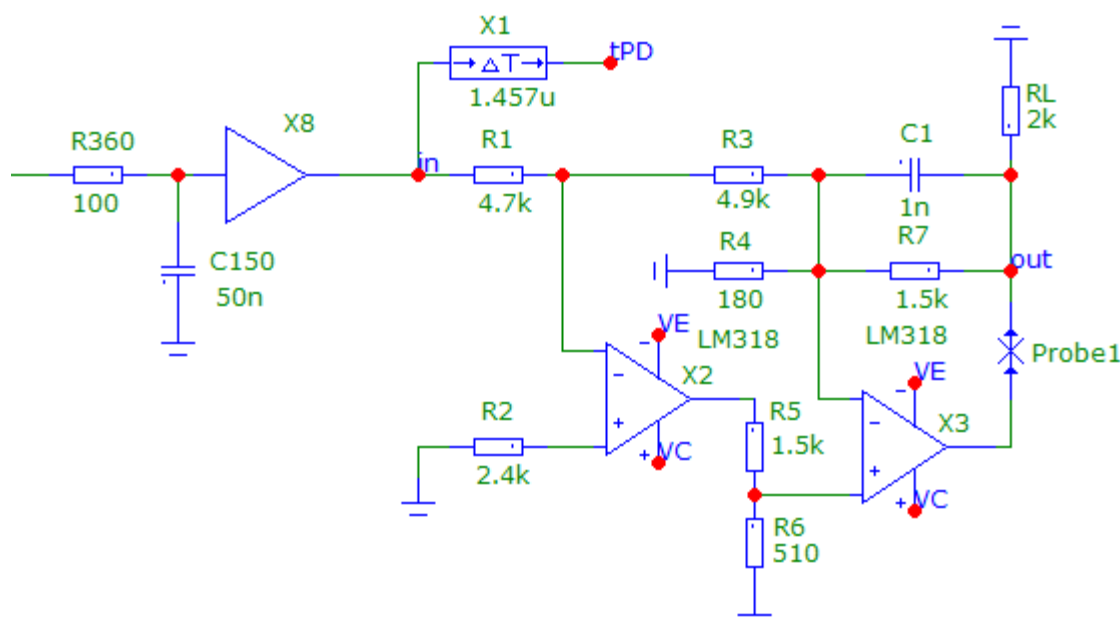 X1
tPD
1.457u
R360
100
X8
in
R1
4.7k
R3
4.9k
C1
1n
RL
2k
C150
50n
R4
180
R7
1.5k
out
LM318
LM318
VE
−
X2
−
+
+
VC
R2
2.4k
R5
1.5k
R6
510
VE
−
X3
−
+
+
VC
Probe1